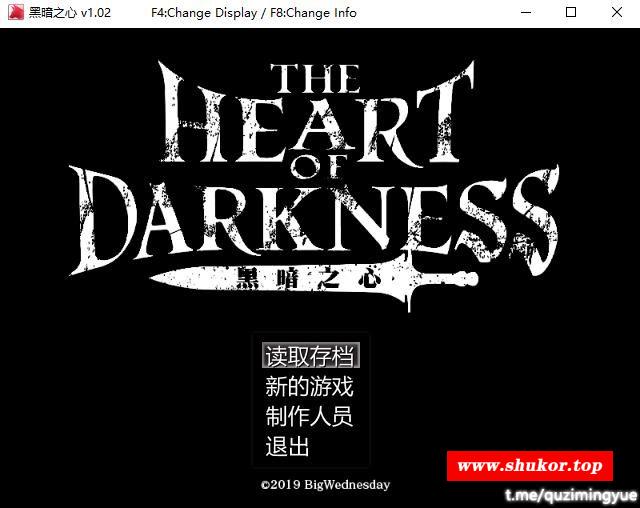 黑暗之心 v1.02 F4:Change Display / F8:Change Info
THE
HEART
OF
DARKNESS
黑暗之心
读取存档
新的游戏
制作人员
退出
©2019 BigWednesday
www.shukor.top
t.me/quzimingyue